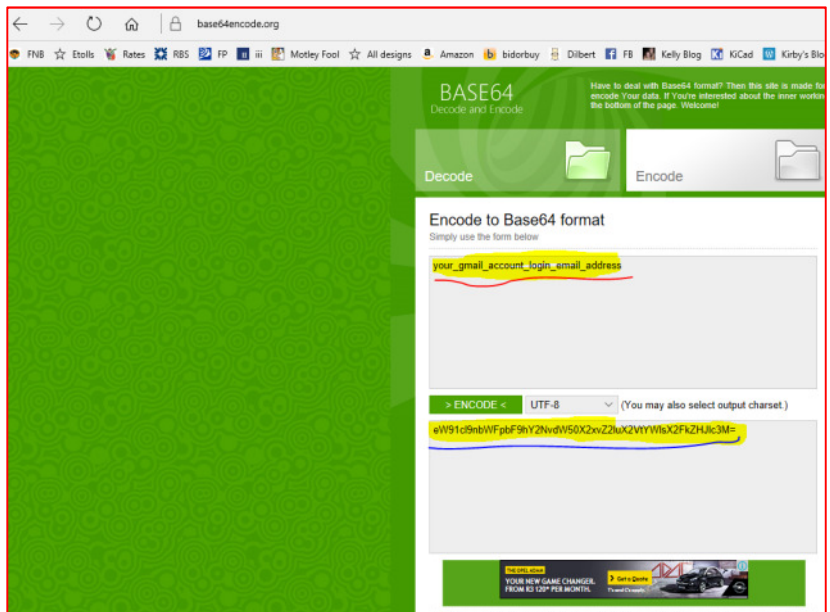 base64encode.org
FNB Etolls Rates RBS FP iii Motley Fool All designs Amazon bidorbuy Dilbert FB Kelly Blog KiCad Kirby's Blo
BASE64
Decode and Encode
Have to deal with Base64 format? Then this site is made for
encode Your data. If You're interested about the inner workin
the bottom of the page. Welcome!
Decode
Encode
Encode to Base64 format
Simply use the form below
your_gmail_account_login_email_address
> ENCODE < UTF-8 (You may also select output charset.)
eW91cl9nbWFpbF9hY2NvdW50X2xvZ2luX2VtYWlsX2FkZHJlc3M=
THE OPEL ADAM
YOUR NEW GAME CHANGER.
FROM R3 120* PER MONTH.
> Get a Quote